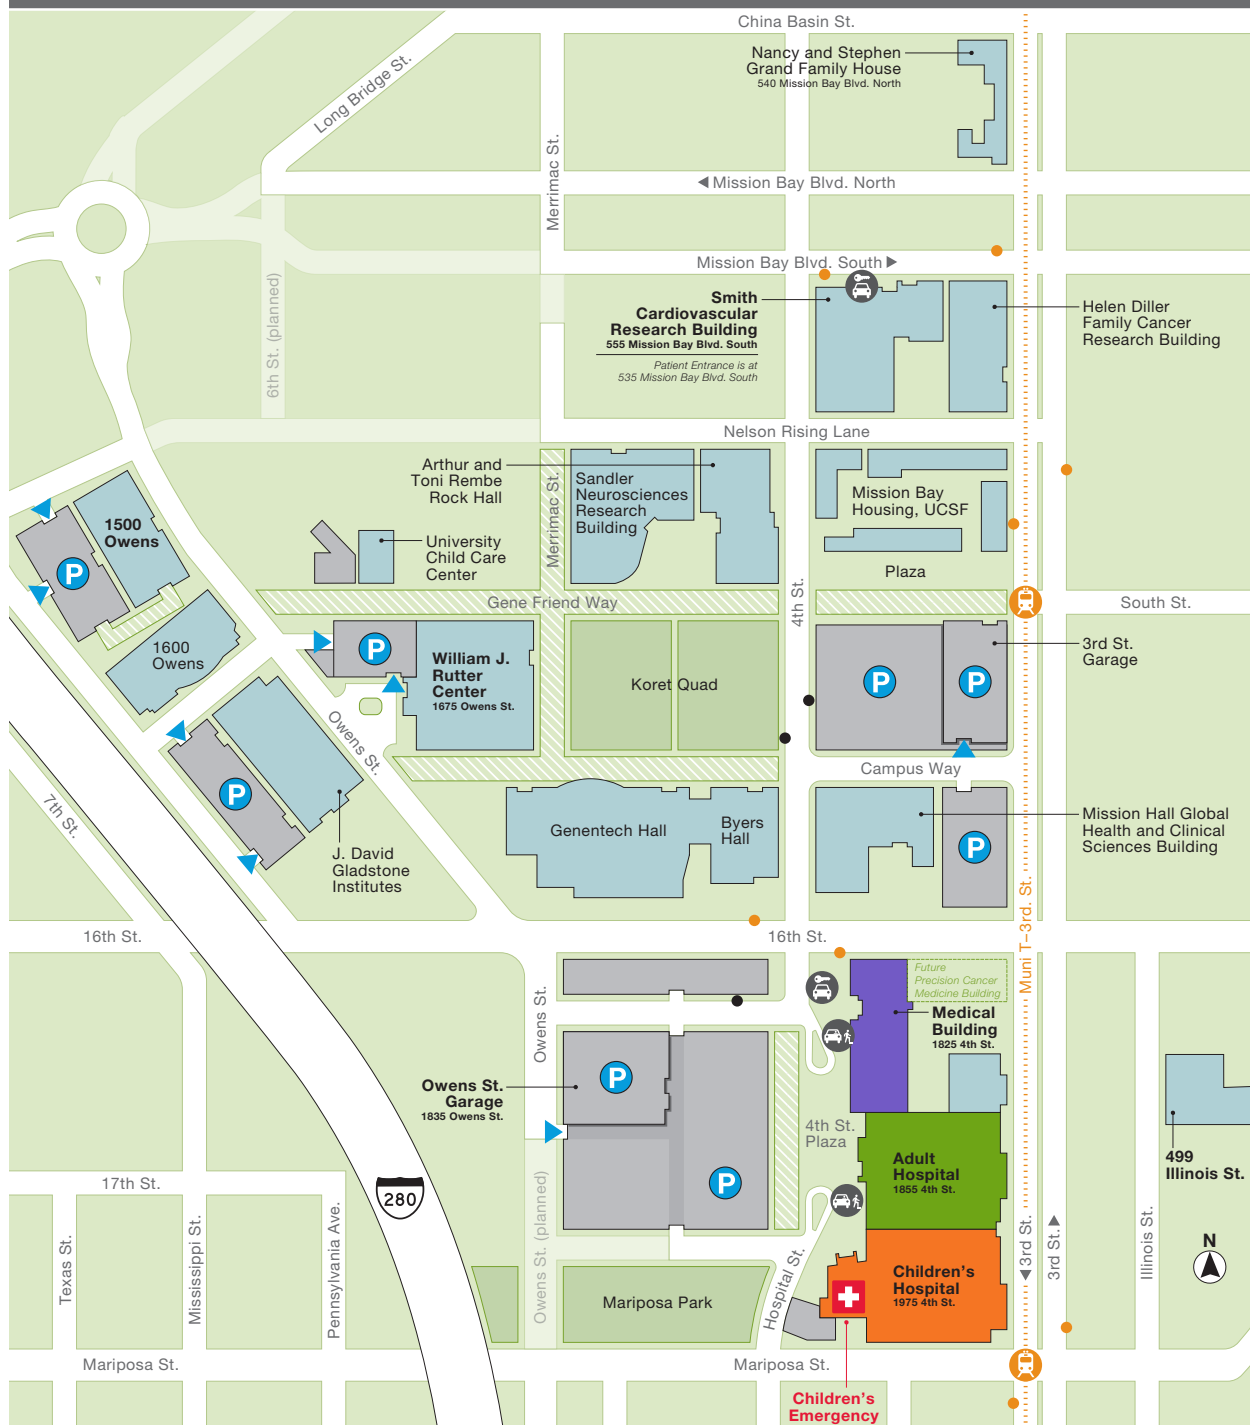 China Basin St.
Nancy and Stephen
Grand Family House
540 Mission Bay Blvd. North
Long Bridge St.
Merrimac St.
Mission Bay Blvd. North
Mission Bay Blvd. South
6th St. (planned)
Smith
Cardiovascular
Research Building
555 Mission Bay Blvd. South
Patient Entrance is at
535 Mission Bay Blvd. South
Helen Diller
Family Cancer
Research Building
Nelson Rising Lane
Arthur and
Toni Rembe
Rock Hall
Merrimac St.
Sandler
Neurosciences
Research
Building
Mission Bay
Housing, UCSF
1500
Owens
P
University
Child Care
Center
Plaza
4th St.
Gene Friend Way
South St.
1600
Owens
P
William J.
Rutter
Center
1675 Owens St.
Koret Quad
P
P
3rd St.
Garage
Owens St.
Campus Way
7th St.
P
J. David
Gladstone
Institutes
Genentech Hall
Byers
Hall
P
Mission Hall Global
Health and Clinical
Sciences Building
Muni T–3rd. St.
16th St.
16th St.
Future
Precision Cancer
Medicine Building
Owens St.
Medical
Building
1825 4th St.
Owens St.
Garage
1835 Owens St.
P
4th St.
Plaza
499
Illinois St.
Adult
Hospital
1855 4th St.
P
17th St.
280
Texas St.
Mississippi St.
Pennsylvania Ave.
Owens St. (planned)
Hospital St.
3rd St.
3rd St.
Illinois St.
N
Children's
Hospital
1975 4th St.
Mariposa Park
Mariposa St.
Mariposa St.
Children's
Emergency